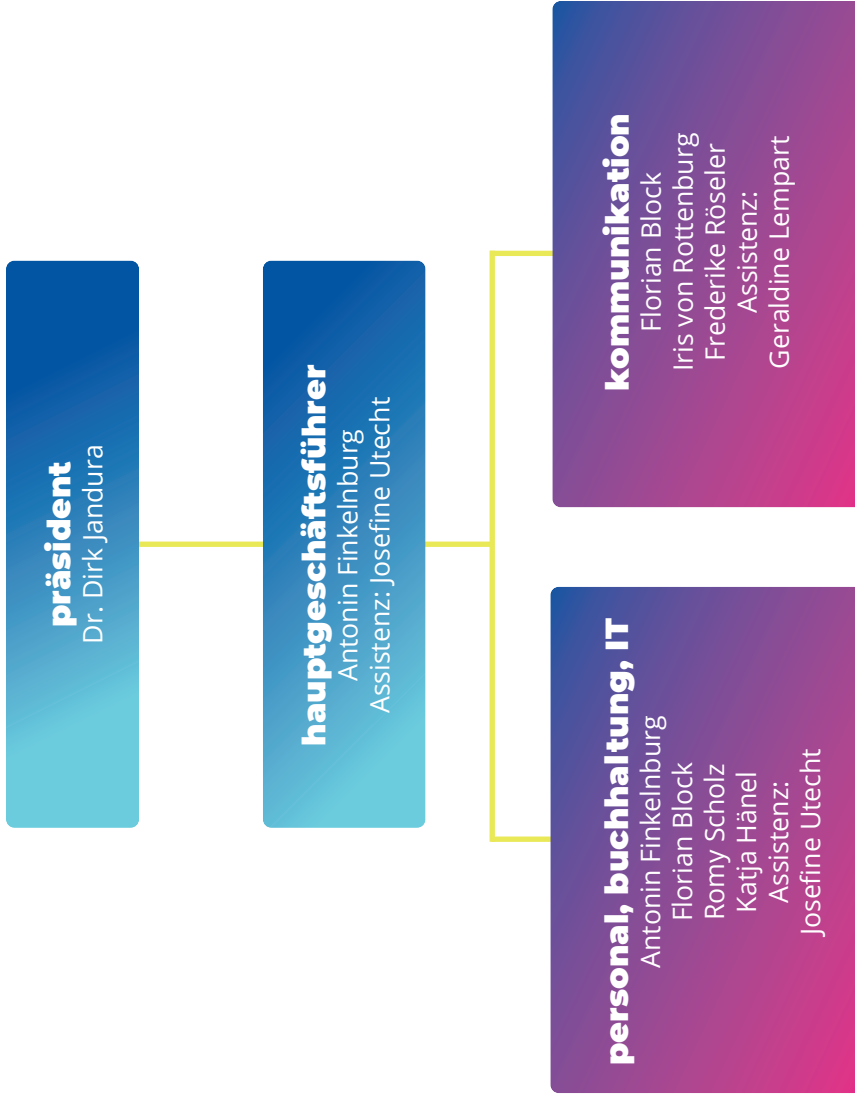 präsident
Dr. Dirk Jandura
hauptgeschäftsführer
Antonin Finkelnburg
Assistenz: Josefine Utecht
personal, buchhaltung, IT
Antonin Finkelnburg
Florian Block
Romy Scholz
Katja Hänel
Assistenz:
Josefine Utecht
kommunikation
Florian Block
Iris von Rottenburg
Frederike Röseler
Assistenz:
Geraldine Lempart